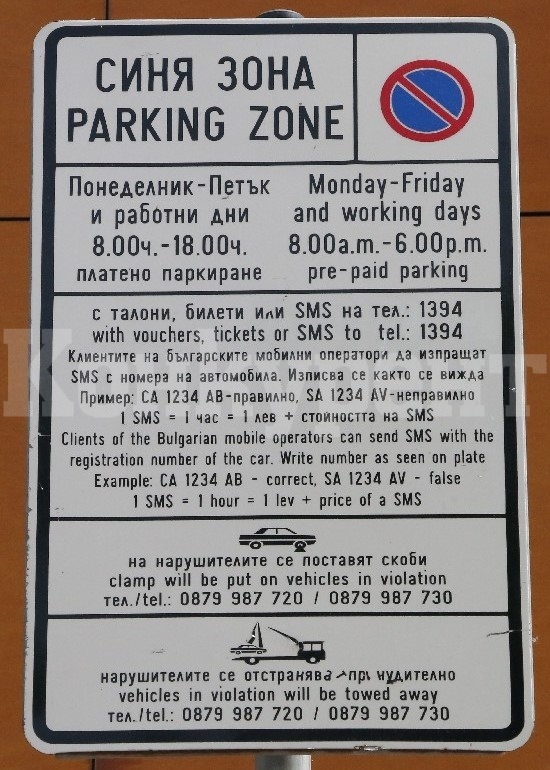 СИНЯ ЗОНА
PARKING ZONE
Понеделник-Петък
и работни дни
8.00ч.-18.00ч.
платено паркиране
Monday-Friday
and working days
8.00a.m.-6.00p.m.
pre-paid parking
с талони, билети или SMS на тел.: 1394
with vouchers, tickets or SMS to tel.: 1394
Клиентите на българските мобилни оператори да изпращат
SMS с номера на автомобила. Изписва се както се вижда
Пример: СА 1234 АВ-правилно, SA 1234 AV-неправилно
1 SMS = 1 час = 1 лев + стойността на SMS
Clients of the Bulgarian mobile operators can send SMS with the
registration number of the car. Write number as seen on plate
Example: CA 1234 AB - correct, SA 1234 AV - false
1 SMS = 1 hour = 1 lev + price of a SMS
на нарушителите се поставят скоби
clamp will be put on vehicles in violation
тел./tel.: 0879 987 720 / 0879 987 730
нарушителите се отстранява
vehicles in violation will be towed away
тел./tel.: 0879 987 720 / 0879 987 730
Конкурент